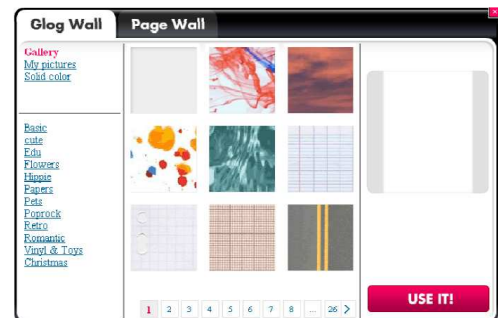 Glog Wall
Page Wall
Gallery
My pictures
Solid color
Basic
cute
Edu
Flowers
Hippie
Papers
Pets
Poprock
Retro
Romantic
Vinyl & Toys
Christmas
1 2 3 4 5 6 7 8 ... 26 >
USE IT!